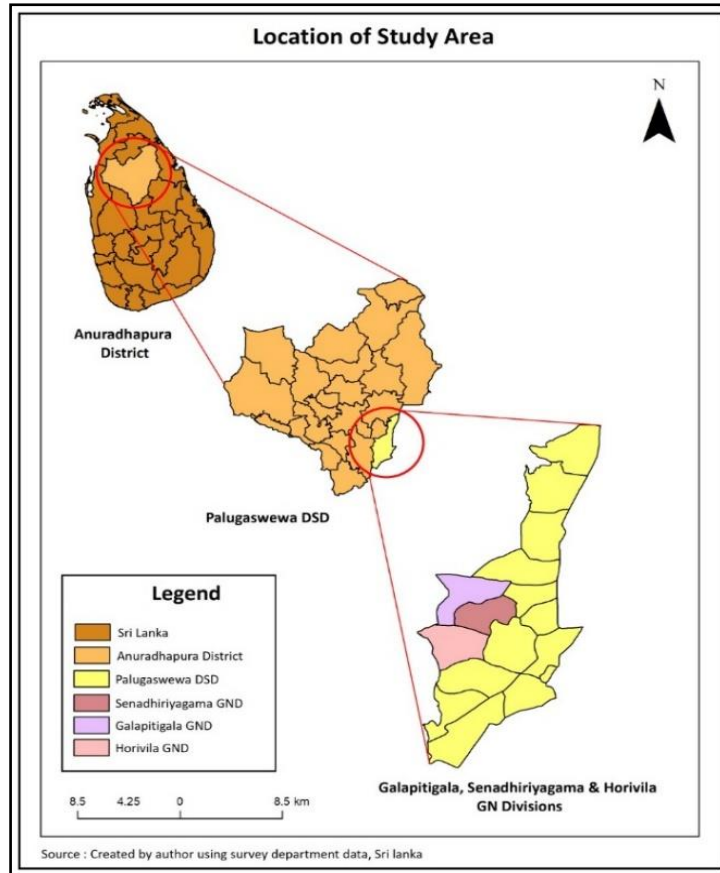 Location of Study Area
N
Anuradhapura
District
Palugaswewa DSD
Legend
Sri Lanka
Anuradhapura District
Palugaswewa DSD
Senadhiriyagama GND
Galapitigala GND
Horivila GND
8.5 4.25 0 8.5 km
Galapitigala, Senadhiriyagama & Horivila
GN Divisions
Source : Created by author using survey department data, Sri lanka